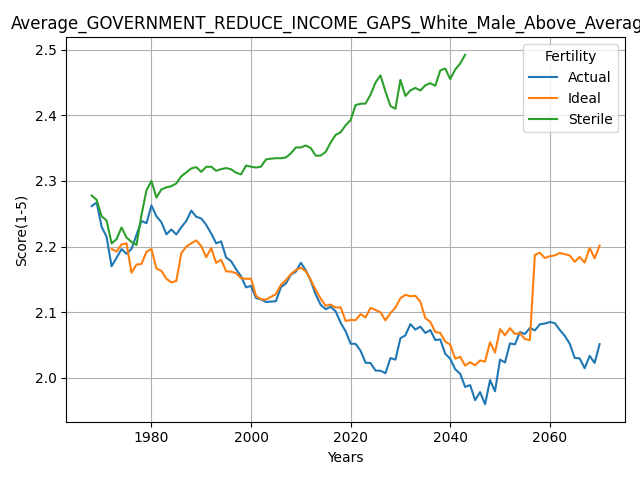 Average_GOVERNMENT_REDUCE_INCOME_GAPS_White_Male_Above_Averag
Fertility
Actual
Ideal
Sterile
Score(1-5)
2.5
2.4
2.3
2.2
2.1
2.0
1980
2000
2020
2040
2060
Years